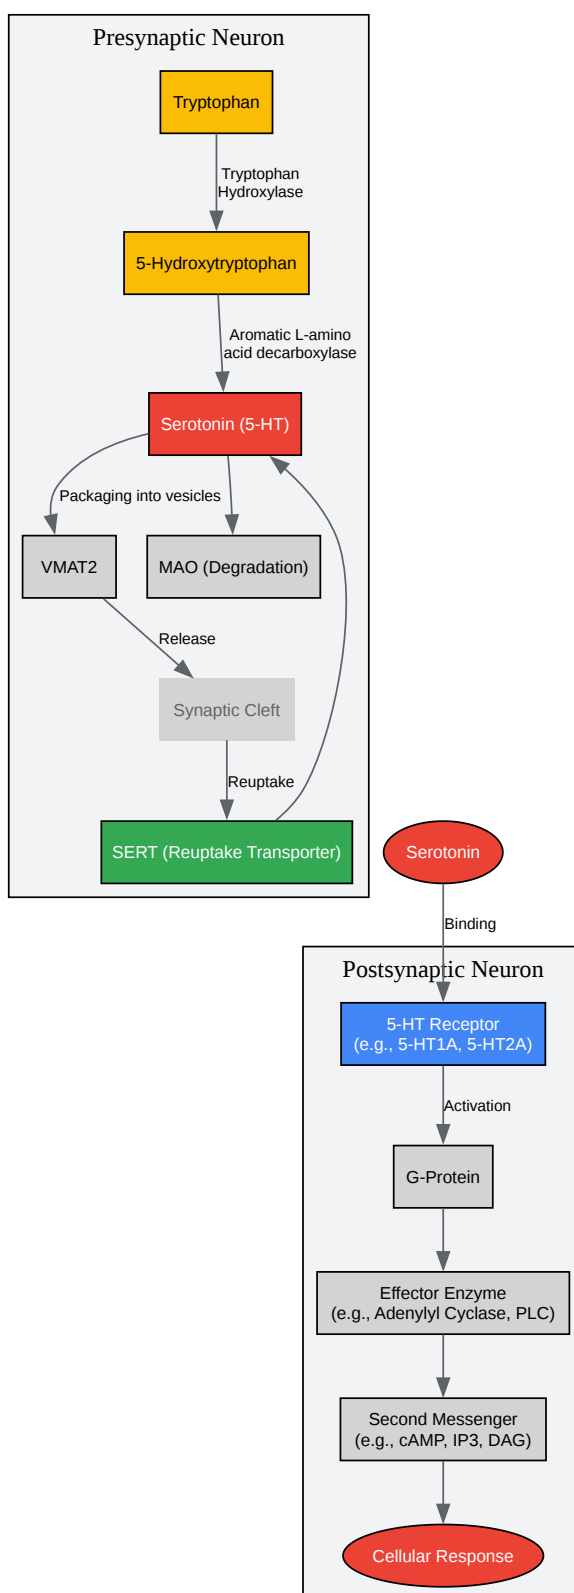 Presynaptic Neuron
Tryptophan
Tryptophan
Hydroxylase
5-Hydroxytryptophan
Aromatic L-amino
acid decarboxylase
Serotonin (5-HT)
Packaging into vesicles
VMAT2
MAO (Degradation)
Release
Synaptic Cleft
Reuptake
SERT (Reuptake Transporter)
Serotonin
Binding
Postsynaptic Neuron
5-HT Receptor
(e.g., 5-HT1A, 5-HT2A)
Activation
G-Protein
Effector Enzyme
(e.g., Adenylyl Cyclase, PLC)
Second Messenger
(e.g., cAMP, IP3, DAG)
Cellular Response